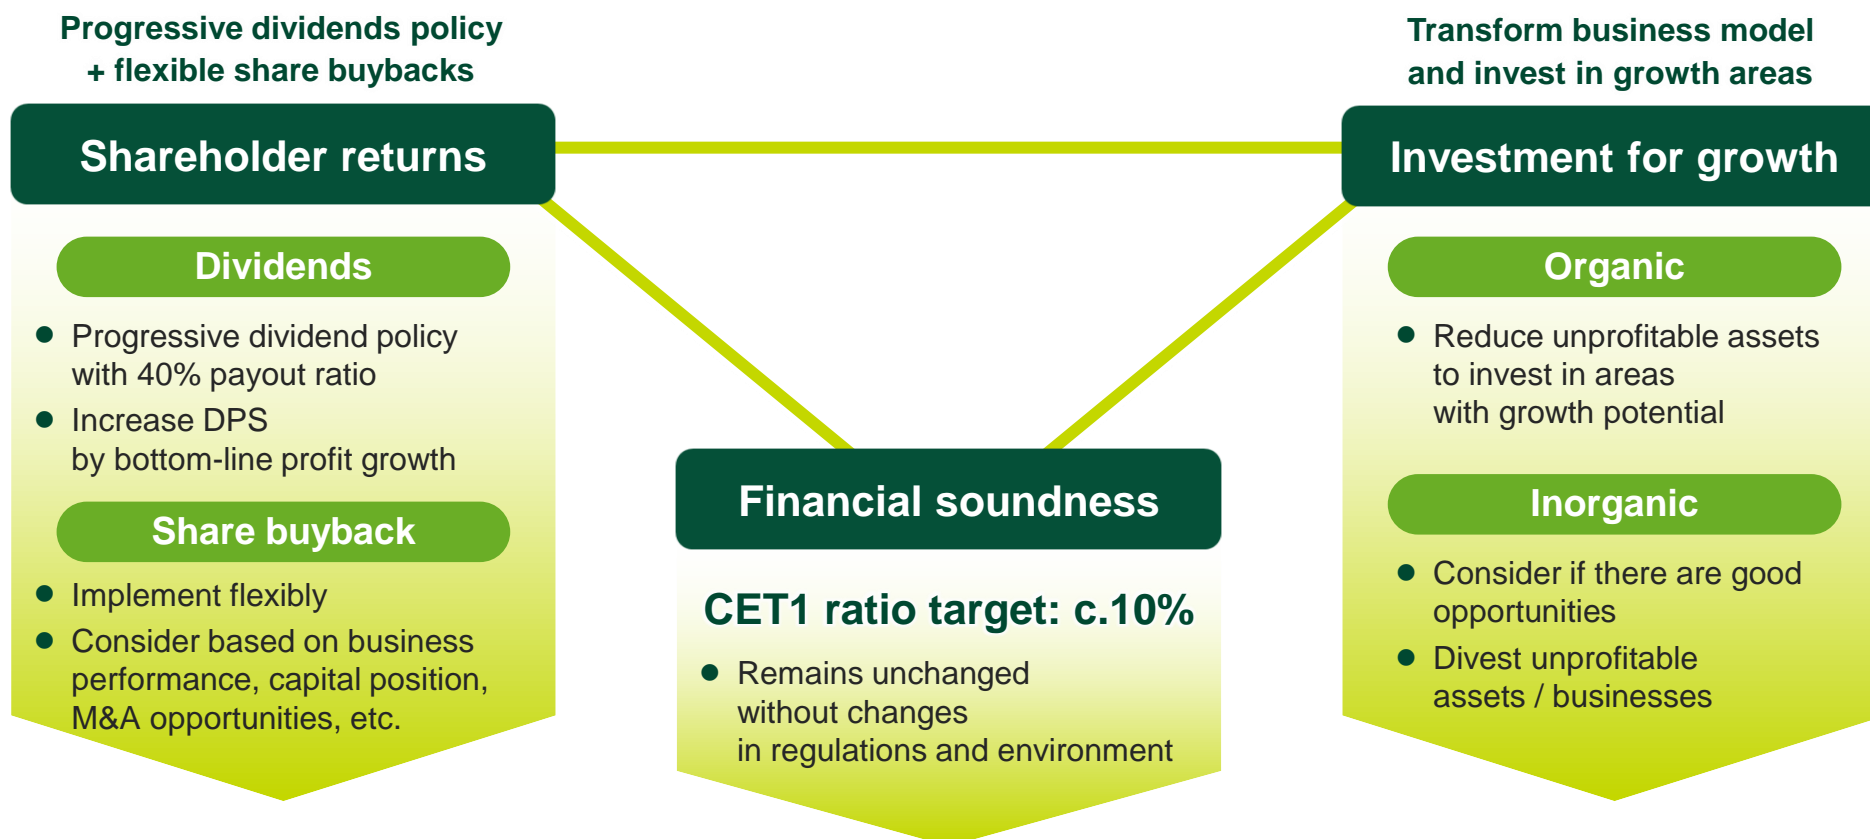 Progressive dividends policy
+ flexible share buybacks
Shareholder returns
Dividends
Progressive dividend policy
with 40% payout ratio
Increase DPS
by bottom-line profit growth
Share buyback
Implement flexibly
Consider based on business
performance, capital position,
M&A opportunities, etc.
Financial soundness
CET1 ratio target: c.10%
Remains unchanged
without changes
in regulations and environment
Transform business model
and invest in growth areas
Investment for growth
Organic
Reduce unprofitable assets
to invest in areas
with growth potential
Inorganic
Consider if there are good
opportunities
Divest unprofitable
assets / businesses